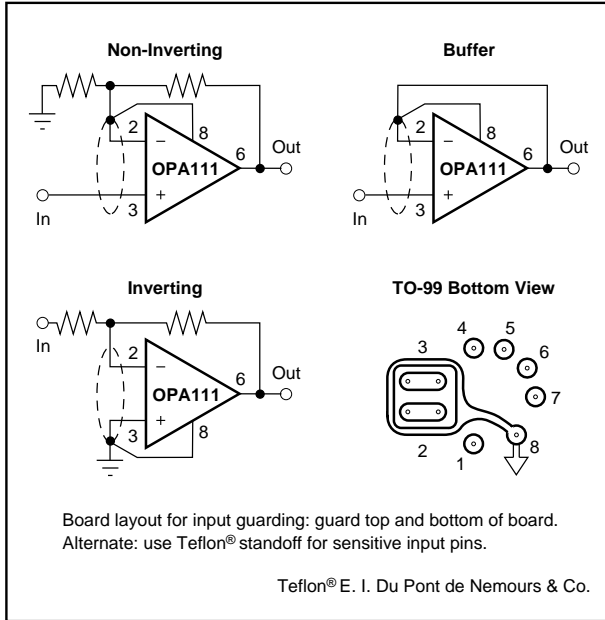 Non-Inverting
2
8
−
6
Out
OPA111
+
3
In
Buffer
2
8
−
6
Out
OPA111
+
3
In
Inverting
In
2
−
6
Out
OPA111
+
3
8
TO-99 Bottom View
4
5
3
6
7
2
1
8
Board layout for input guarding: guard top and bottom of board.
Alternate: use Teflon® standoff for sensitive input pins.
Teflon® E. I. Du Pont de Nemours & Co.